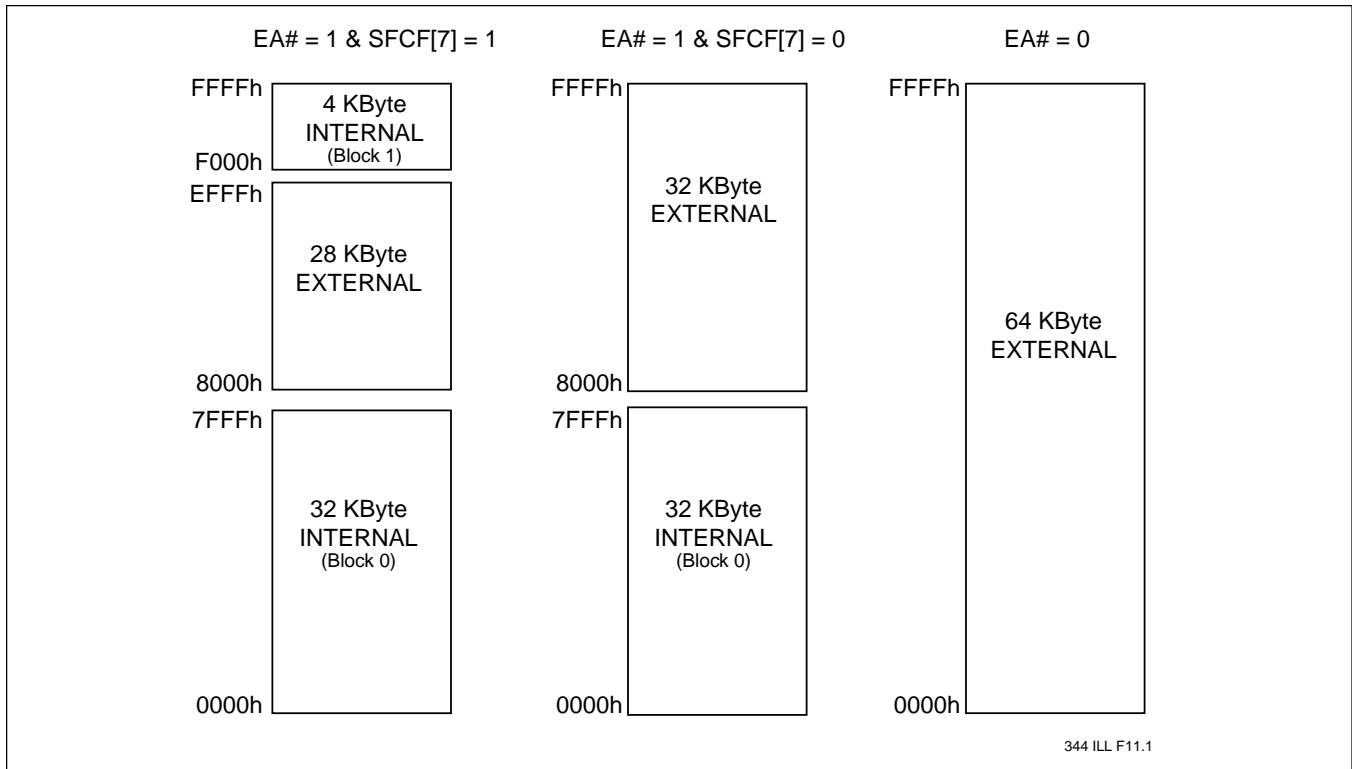 EA# = 1 & SFCF[7] = 1
FFFFh
4 KByte
INTERNAL
(Block 1)
F000h
EFFFh
28 KByte
EXTERNAL
8000h
7FFFh
32 KByte
INTERNAL
(Block 0)
0000h
EA# = 1 & SFCF[7] = 0
FFFFh
32 KByte
EXTERNAL
8000h
7FFFh
32 KByte
INTERNAL
(Block 0)
0000h
EA# = 0
FFFFh
64 KByte
EXTERNAL
0000h
344 ILL F11.1